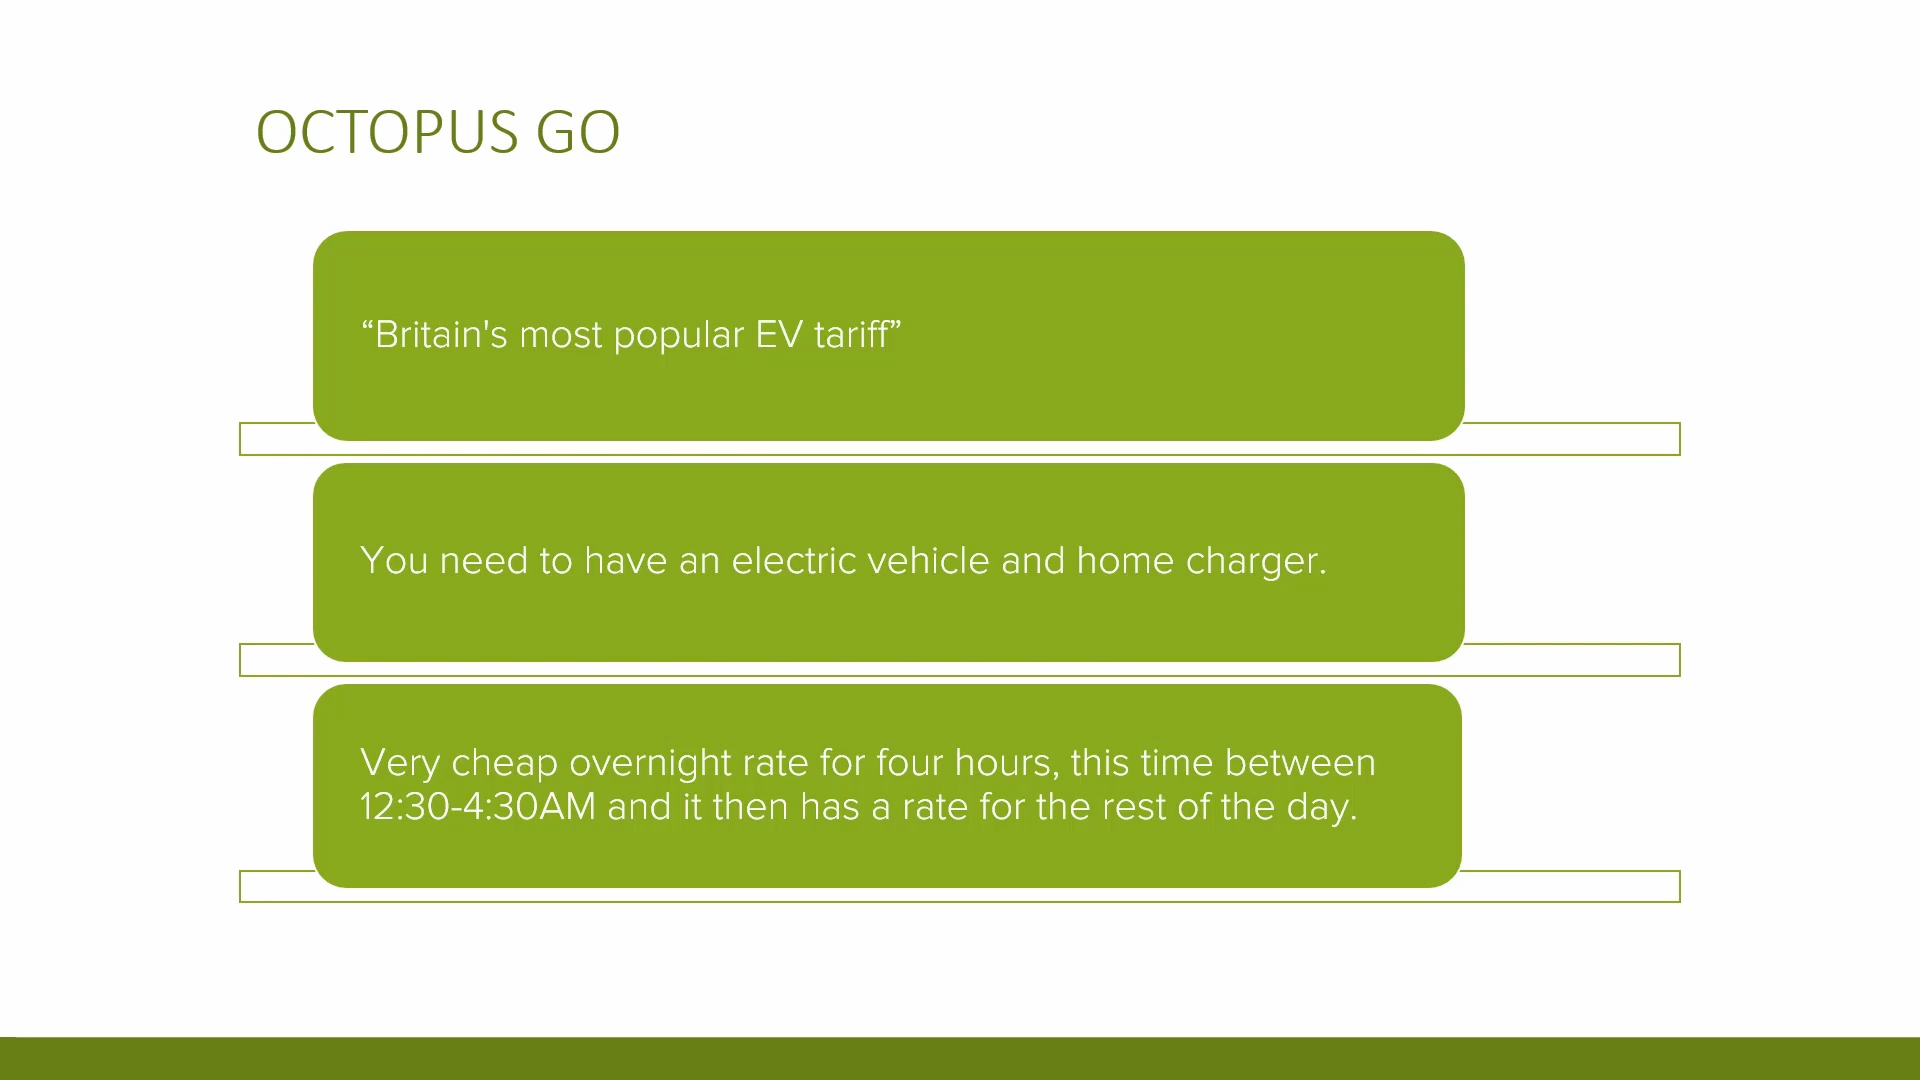 OCTOPUS GO
“Britain's most popular EV tariff”
You need to have an electric vehicle and home charger.
Very cheap overnight rate for four hours, this time between
12:30-4:30AM and it then has a rate for the rest of the day.